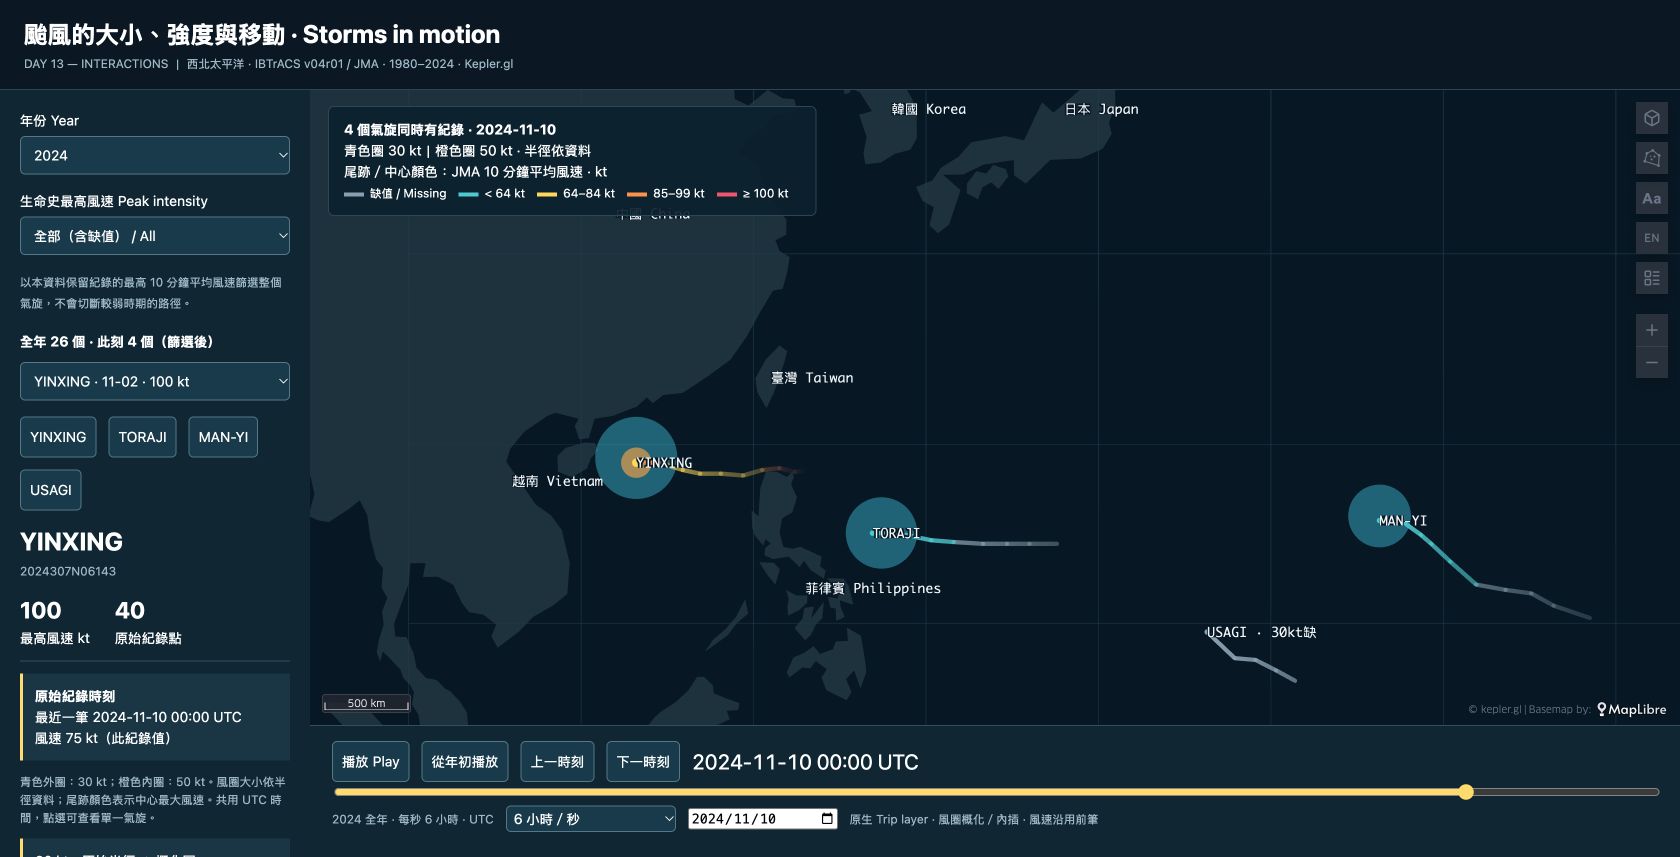 颱風的大小、強度與移動 · Storms in motion
DAY 13 — INTERACTIONS | 西北太平洋 · IBTrACS v04r01 / JMA · 1980–2024 · Kepler.gl
年份 Year
2024
生命史最高風速 Peak intensity
全部（含缺值） / All
以本資料保留紀錄的最高 10 分鐘平均風速篩選整個
氣旋，不會切斷較弱時期的路徑。
全年 26 個 · 此刻 4 個（篩選後）
YINXING · 11-02 · 100 kt
YINXING
TORAJI
MAN-YI
USAGI
YINXING
2024307N06143
100
40
最高風速 kt
原始紀錄點
原始紀錄時刻
最近一筆 2024-11-10 00:00 UTC
風速 75 kt（此紀錄值）
青色外圈：30 kt；橙色內圈：50 kt。風圈大小依半
徑資料；尾跡顏色表示中心最大風速。共用 UTC 時
間，點選可查看單一氣旋。
4 個氣旋同時有紀錄 · 2024-11-10
青色圈 30 kt | 橙色圈 50 kt · 半徑依資料
尾跡 / 中心顏色：JMA 10 分鐘平均風速 · kt
缺值 / Missing
< 64 kt
64–84 kt
85–99 kt
≥ 100 kt
中國 China
韓國 Korea
日本 Japan
臺灣 Taiwan
YINXING
越南 Vietnam
TORAJI
MAN-YI
菲律賓 Philippines
USAGI · 30kt缺
500 km
Aa
EN
© kepler.gl | Basemap by: MapLibre
播放 Play
從年初播放
上一時刻
下一時刻
2024-11-10 00:00 UTC
2024 全年 · 每秒 6 小時 · UTC
6 小時 / 秒
2024/11/10
原生 Trip layer · 風圈概化 / 內插 · 風速沿用前筆